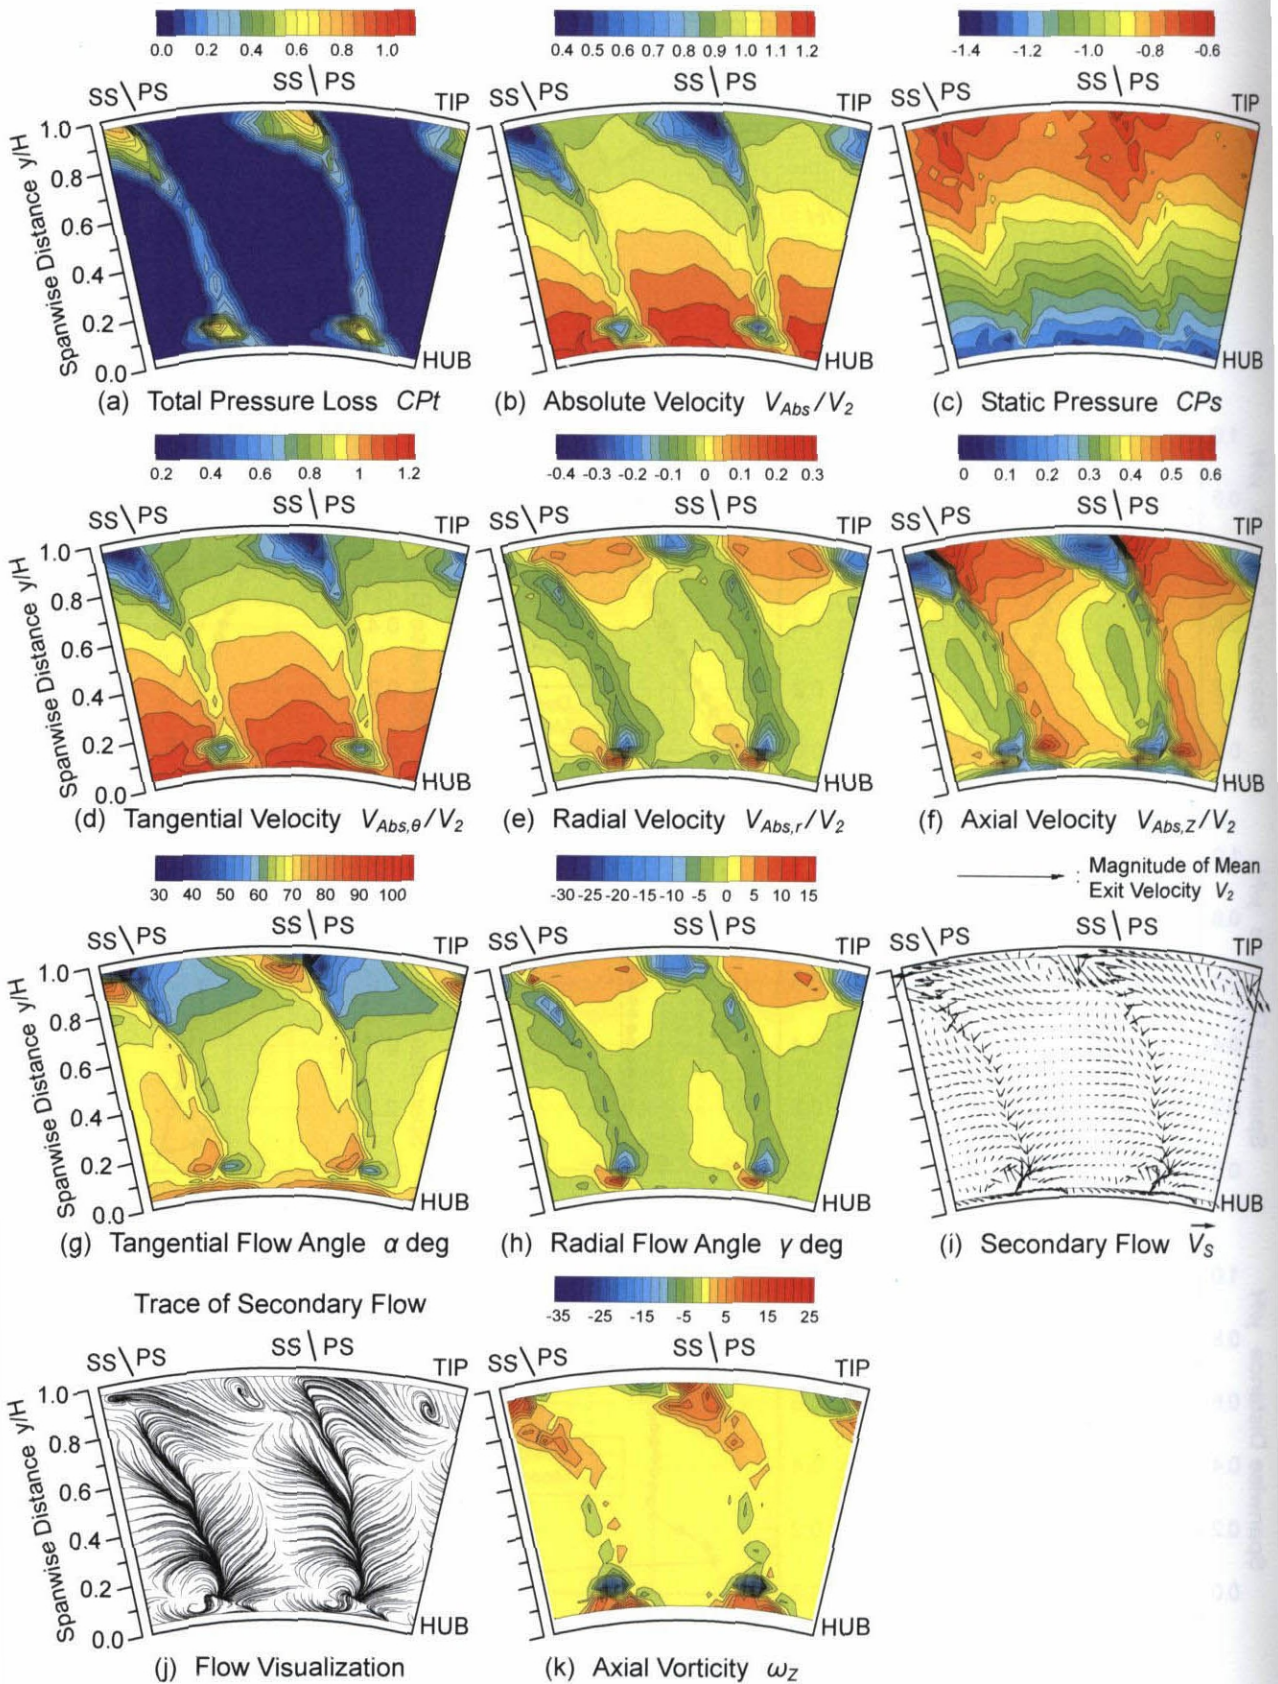 0.0 0.2 0.4 0.6 0.8 1.0
0.4 0.5 0.6 0.7 0.8 0.9 1.0 1.1 1.2
-1.4 -1.2 -1.0 -0.8 -0.6
SS \ PS SS \ PS TIP
SS \ PS SS \ PS TIP
SS \ PS SS \ PS TIP
Spanwise Distance y/H
1.0
0.8
0.6
0.4
0.2
0.0
HUB
HUB
HUB
(a) Total Pressure Loss CPt
(b) Absolute Velocity V_Abs/V_2
(c) Static Pressure CPs
0.2 0.4 0.6 0.8 1 1.2
-0.4 -0.3 -0.2 -0.1 0 0.1 0.2 0.3
0 0.1 0.2 0.3 0.4 0.5 0.6
SS \ PS SS \ PS TIP
SS \ PS SS \ PS TIP
SS \ PS SS \ PS TIP
Spanwise Distance y/H
1.0
0.8
0.6
0.4
0.2
0.0
HUB
HUB
HUB
(d) Tangential Velocity V_Abs,θ/V_2
(e) Radial Velocity V_Abs,r/V_2
(f) Axial Velocity V_Abs,Z/V_2
30 40 50 60 70 80 90 100
-30 -25 -20 -15 -10 -5 0 5 10 15
: Magnitude of Mean
Exit Velocity V_2
SS \ PS SS \ PS TIP
SS \ PS SS \ PS TIP
SS \ PS SS \ PS TIP
Spanwise Distance y/H
1.0
0.8
0.6
0.4
0.2
0.0
HUB
HUB
HUB
(g) Tangential Flow Angle α deg
(h) Radial Flow Angle γ deg
(i) Secondary Flow V_S
Trace of Secondary Flow
-35 -25 -15 -5 5 15 25
SS \ PS SS \ PS TIP
SS \ PS SS \ PS TIP
Spanwise Distance y/H
1.0
0.8
0.6
0.4
0.2
0.0
HUB
HUB
(j) Flow Visualization
(k) Axial Vorticity ω_Z